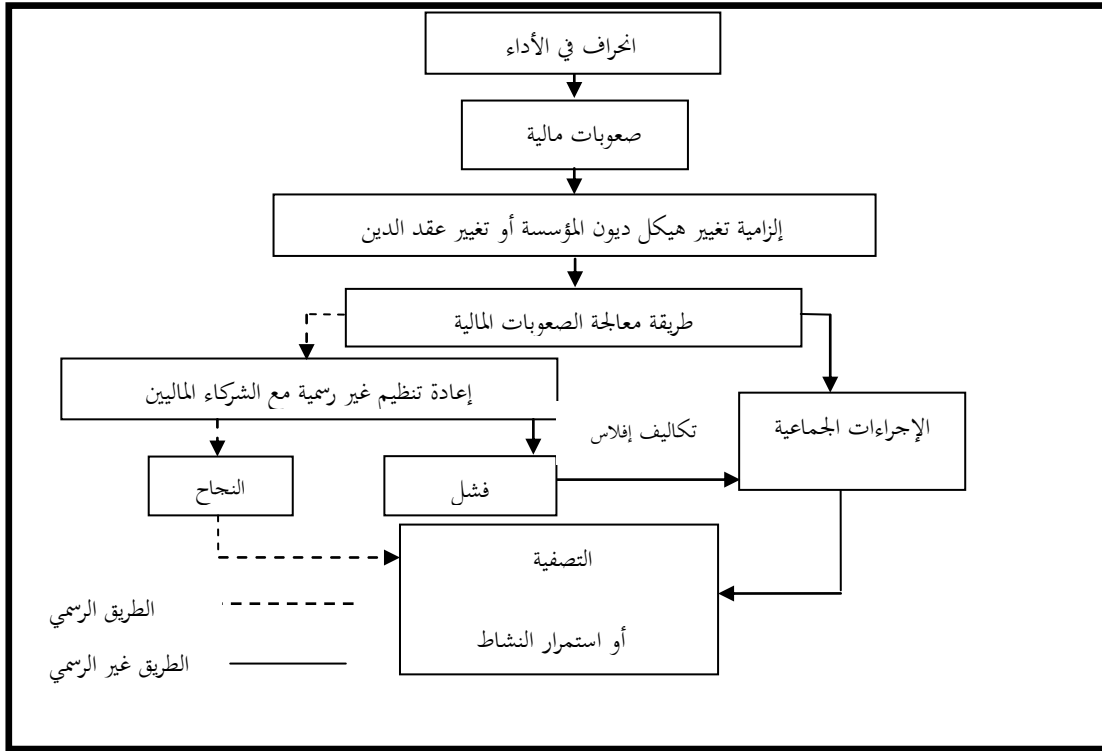 انحراف في الأداء
صعوبات مالية
إلزامية تغيير هيكل ديون المؤسسة أو تغيير عقد الدين
طريقة معالجة الصعوبات المالية
إعادة تنظيم غير رسمية مع الشركاء الماليين
الإجراءات الجماعية
تكاليف إفلاس
النجاح
فشل
التصفية
أو استمرار النشاط
الطريق الرسمي
الطريق غير الرسمي